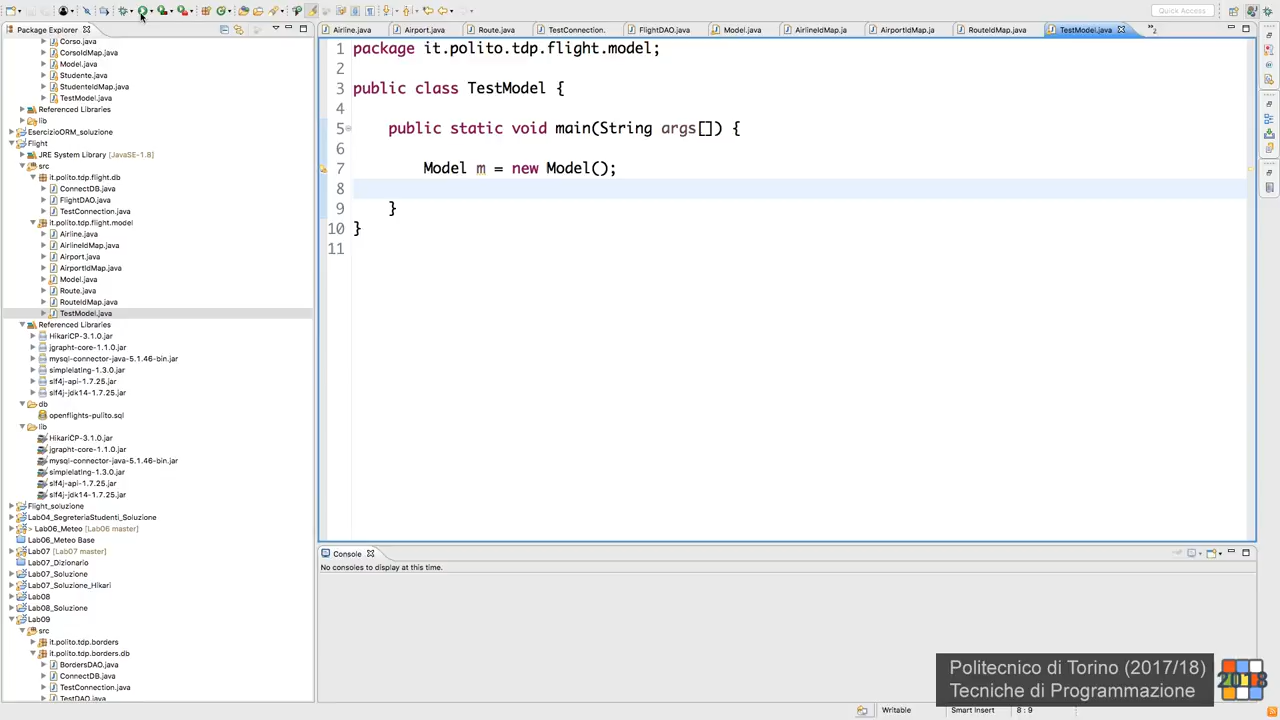 Quick Access
Package Explorer
Corso.java
CorsoIdMap.java
Model.java
Studente.java
StudenteIdMap.java
TestModel.java
Referenced Libraries
lib
EsercizioORM_soluzione
Flight
JRE System Library [JavaSE-1.8]
src
it.polito.tdp.flight.db
ConnectDB.java
FlightDAO.java
TestConnection.java
it.polito.tdp.flight.model
Airline.java
AirlineIdMap.java
Airport.java
AirportIdMap.java
Model.java
Route.java
RouteIdMap.java
TestModel.java
Referenced Libraries
HikariCP-3.1.0.jar
jgrapht-core-1.1.0.jar
mysql-connector-java-5.1.46-bin.jar
simplelatlng-1.3.0.jar
slf4j-api-1.7.25.jar
slf4j-jdk14-1.7.25.jar
db
openflights-pulito.sql
lib
HikariCP-3.1.0.jar
jgrapht-core-1.1.0.jar
mysql-connector-java-5.1.46-bin.jar
simplelatlng-1.3.0.jar
slf4j-api-1.7.25.jar
slf4j-jdk14-1.7.25.jar
Flight_soluzione
Lab04_SegreteriaStudenti_Soluzione
> Lab06_Meteo [Lab06 master]
Lab06_Meteo Base
Lab07 [Lab07 master]
Lab07_Dizionario
Lab07_Soluzione
Lab07_Soluzione_Hikari
Lab08
Lab08_Soluzione
Lab09
src
it.polito.tdp.borders
it.polito.tdp.borders.db
BordersDAO.java
ConnectDB.java
TestConnection.java
TestDAO.java
Airline.java Airport.java Route.java TestConnection. FlightDAO.java Model.java AirlineIdMap.ja AirportIdMap.ja RouteIdMap.java TestModel.java »2
1 package it.polito.tdp.flight.model;
2
3 public class TestModel {
4
5 public static void main(String args[]) {
6
7 Model m = new Model();
8
9 }
10 }
11
Console
No consoles to display at this time.
Politecnico di Torino (2017/18)
Tecniche di Programmazione
2018
Writable Smart Insert 8 : 9